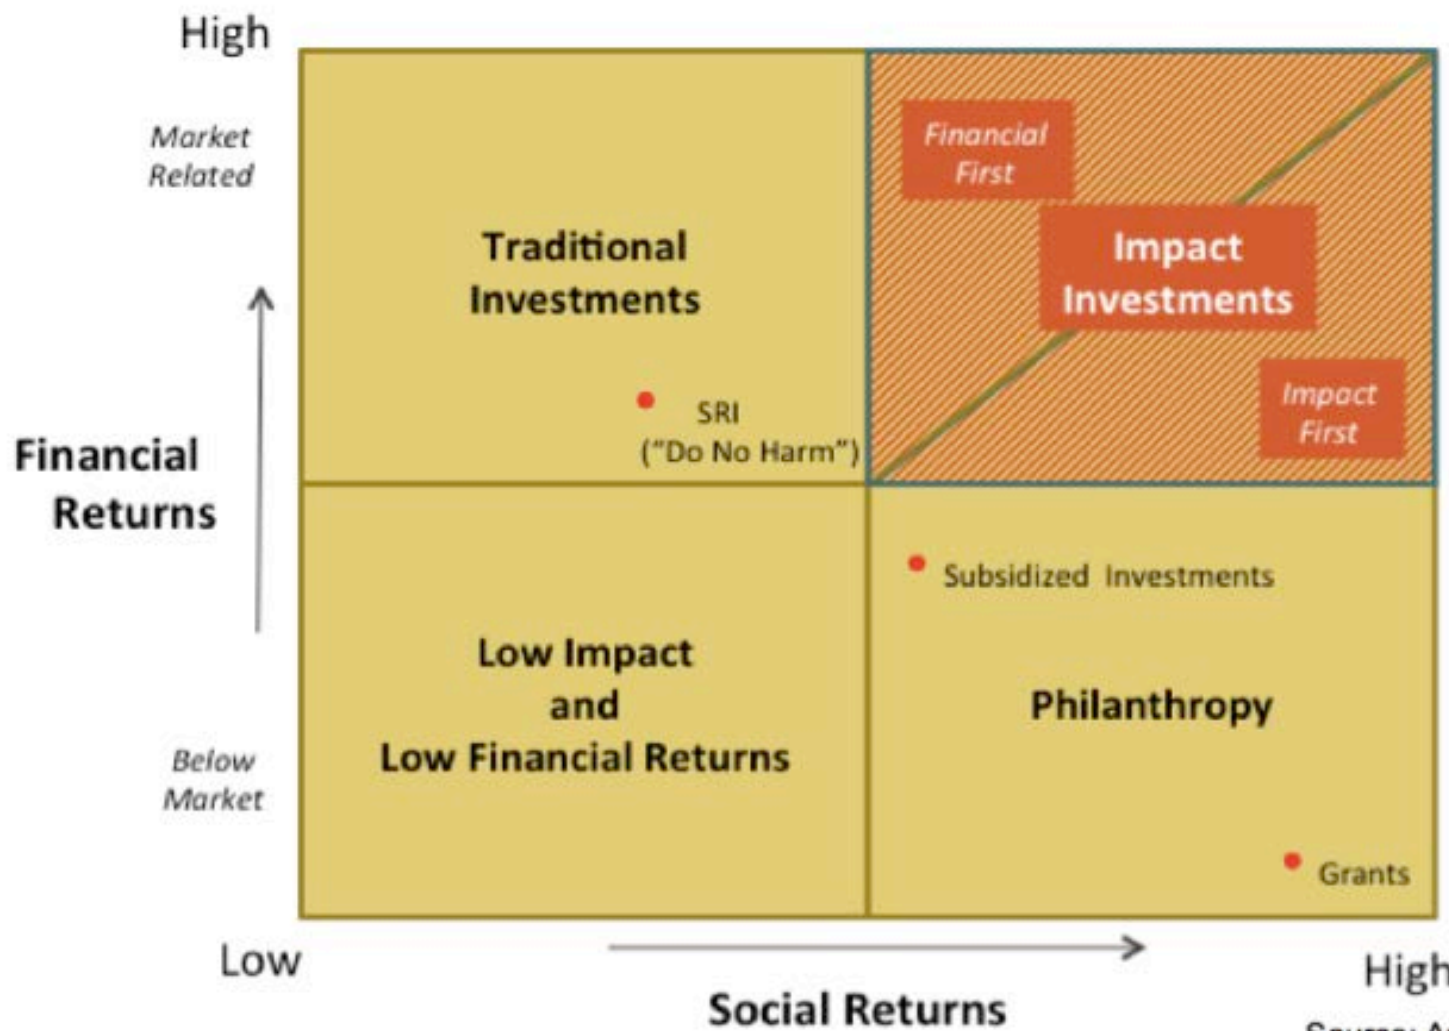 High
Market
Related
Financial
First
Traditional
Investments
Impact
Investments
Impact
First
SRI
("Do No Harm")
Financial
Returns
Subsidized Investments
Low Impact
and
Low Financial Returns
Philanthropy
Below
Market
Grants
Low
High
Social Returns